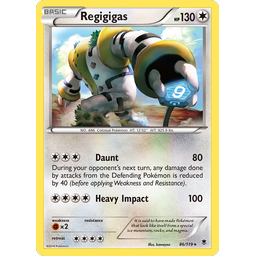 BASIC
Regigigas HP 130
NO. 486 Colossal Pokémon HT: 12'02" WT: 925.9 lbs.
Daunt 80
During your opponent's next turn, any damage done
by attacks from the Defending Pokémon is reduced
by 40 (before applying Weakness and Resistance).
Heavy Impact 100
weakness resistance
×2
retreat
It is said to have made Pokémon
that look like itself from a special
ice mountain, rocks, and magma.
86/119